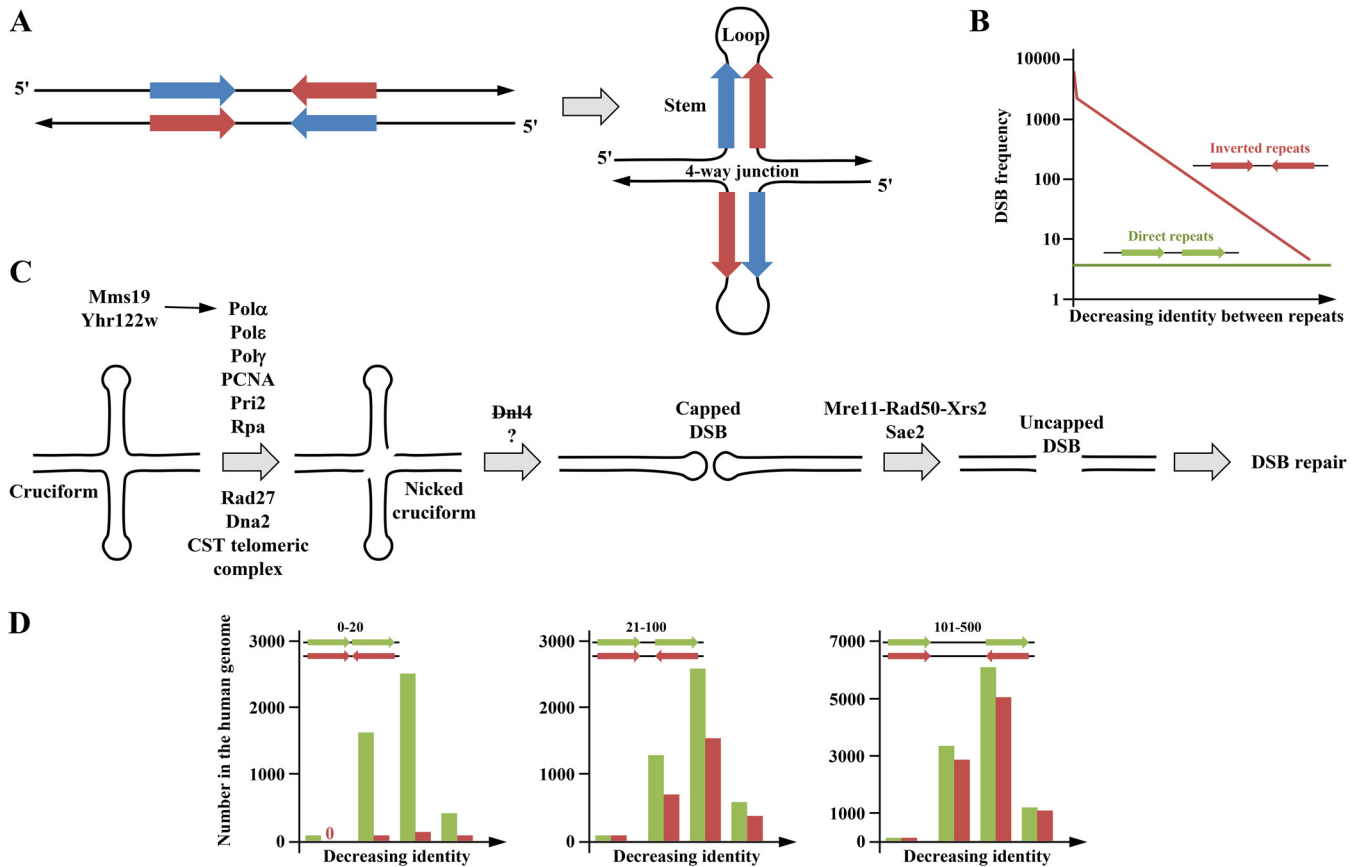 A
5'
5'
Loop
Stem
5'
4-way junction
5'
B
10000
1000
100
10
1
DSB frequency
Inverted repeats
Direct repeats
Decreasing identity between repeats
C
Mms19
Yhr122w
Polα
Polε
Polγ
PCNA
Pri2
Rpa
Rad27
Dna2
CST telomeric
complex
Cruciform
Nicked
cruciform
Dnl4
?
Capped
DSB
Mre11-Rad50-Xrs2
Sae2
Uncapped
DSB
DSB repair
D
Number in the human genome
0-20
3000
2000
1000
0
0
Decreasing identity
21-100
3000
2000
1000
0
Decreasing identity
101-500
7000
5000
3000
1000
0
Decreasing identity